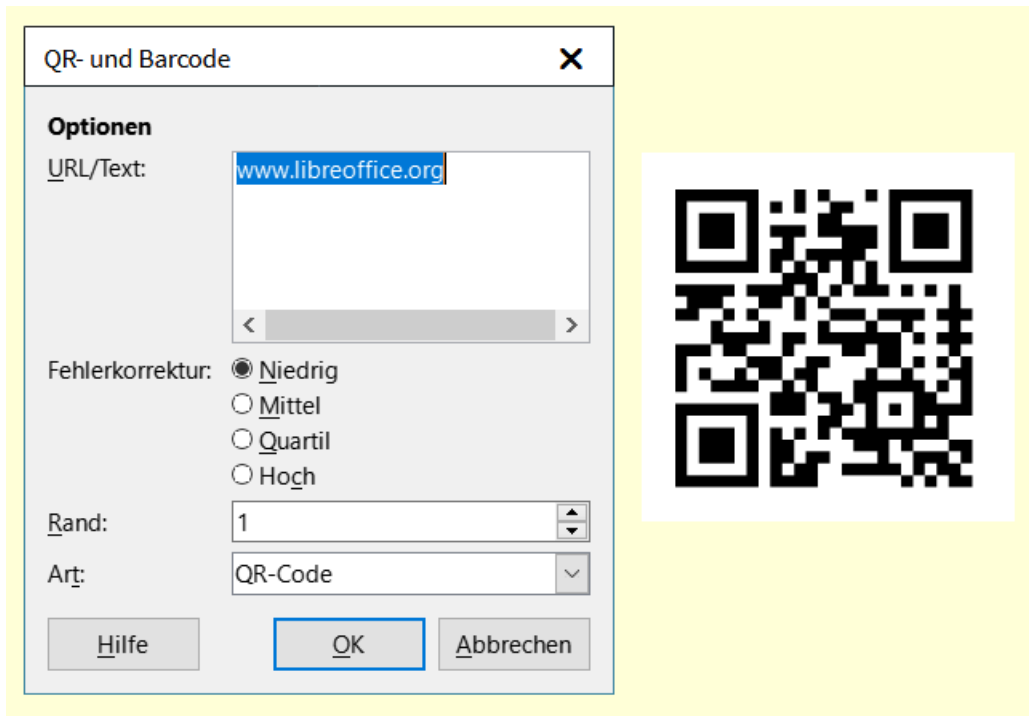 QR- und Barcode
Optionen
URL/Text: www.libreoffice.org
Fehlerkorrektur: Niedrig
Mittel
Quartil
Hoch
Rand: 1
Art: QR-Code
Hilfe OK Abbrechen